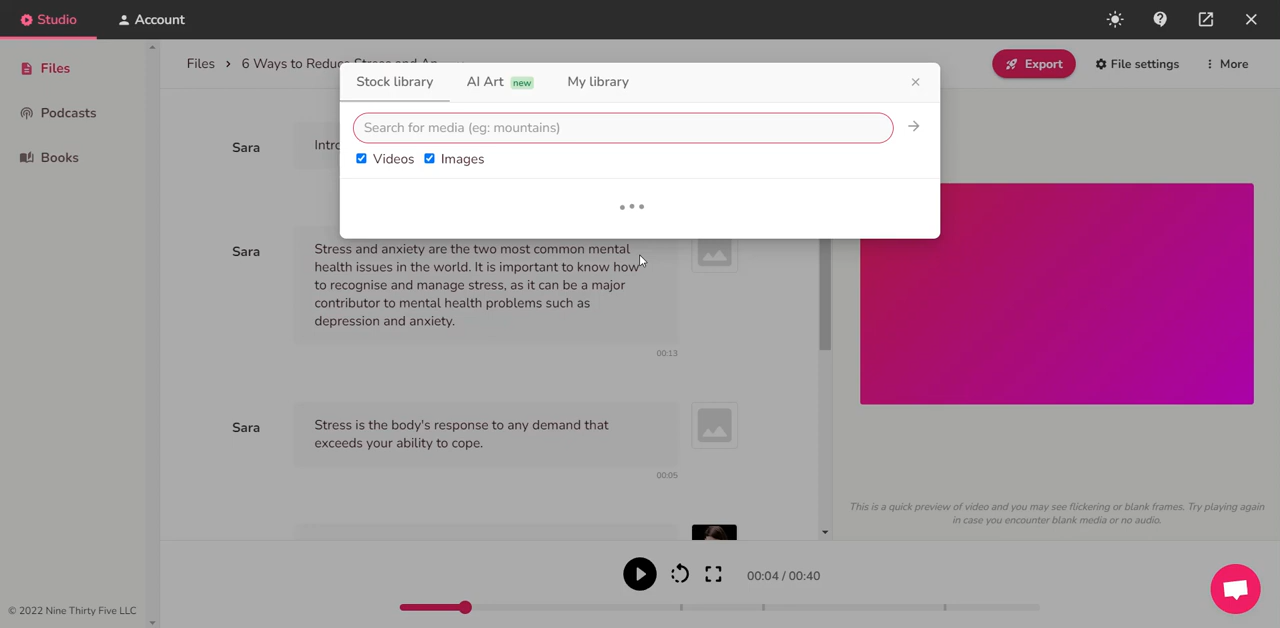 Studio
Account
Files
Podcasts
Books
Files
6 Ways to Reduce Stress and An
Export
File settings
More
Stock library
AI Art new
My library
Search for media (eg: mountains)
Videos
Images
Sara
Intro
Sara
Stress and anxiety are the two most common mental
health issues in the world. It is important to know how
to recognise and manage stress, as it can be a major
contributor to mental health problems such as
depression and anxiety.
00:13
Sara
Stress is the body's response to any demand that
exceeds your ability to cope.
00:05
This is a quick preview of video and you may see flickering or blank frames. Try playing again
in case you encounter blank media or no audio.
00:04 / 00:40
© 2022 Nine Thirty Five LLC